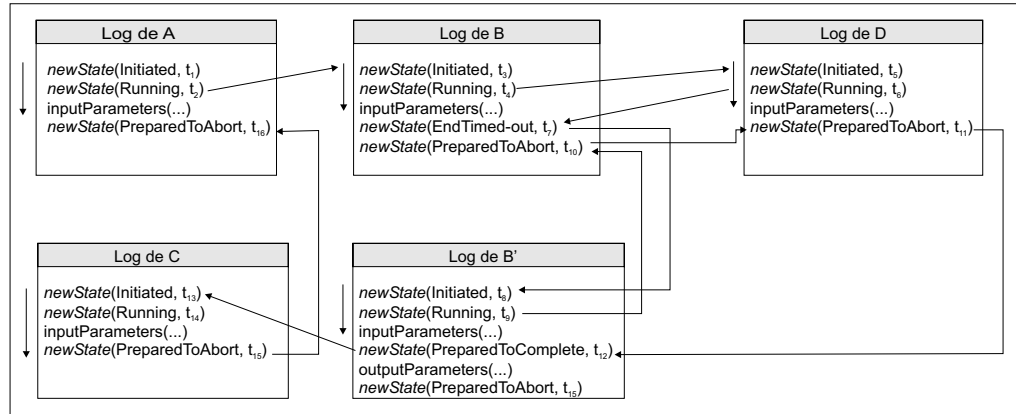 Log de A
newState(Initiated, t1)
newState(Running, t2)
inputParameters(...)
newState(PreparedToAbort, t16)
Log de B
newState(Initiated, t3)
newState(Running, t4)
inputParameters(...)
newState(EndTimed-out, t7)
newState(PreparedToAbort, t10)
Log de D
newState(Initiated, t5)
newState(Running, t6)
inputParameters(...)
newState(PreparedToAbort, t11)
Log de C
newState(Initiated, t13)
newState(Running, t14)
inputParameters(...)
newState(PreparedToAbort, t15)
Log de B’
newState(Initiated, t8)
newState(Running, t9)
inputParameters(...)
newState(PreparedToComplete, t12)
outputParameters(...)
newState(PreparedToAbort, t15)